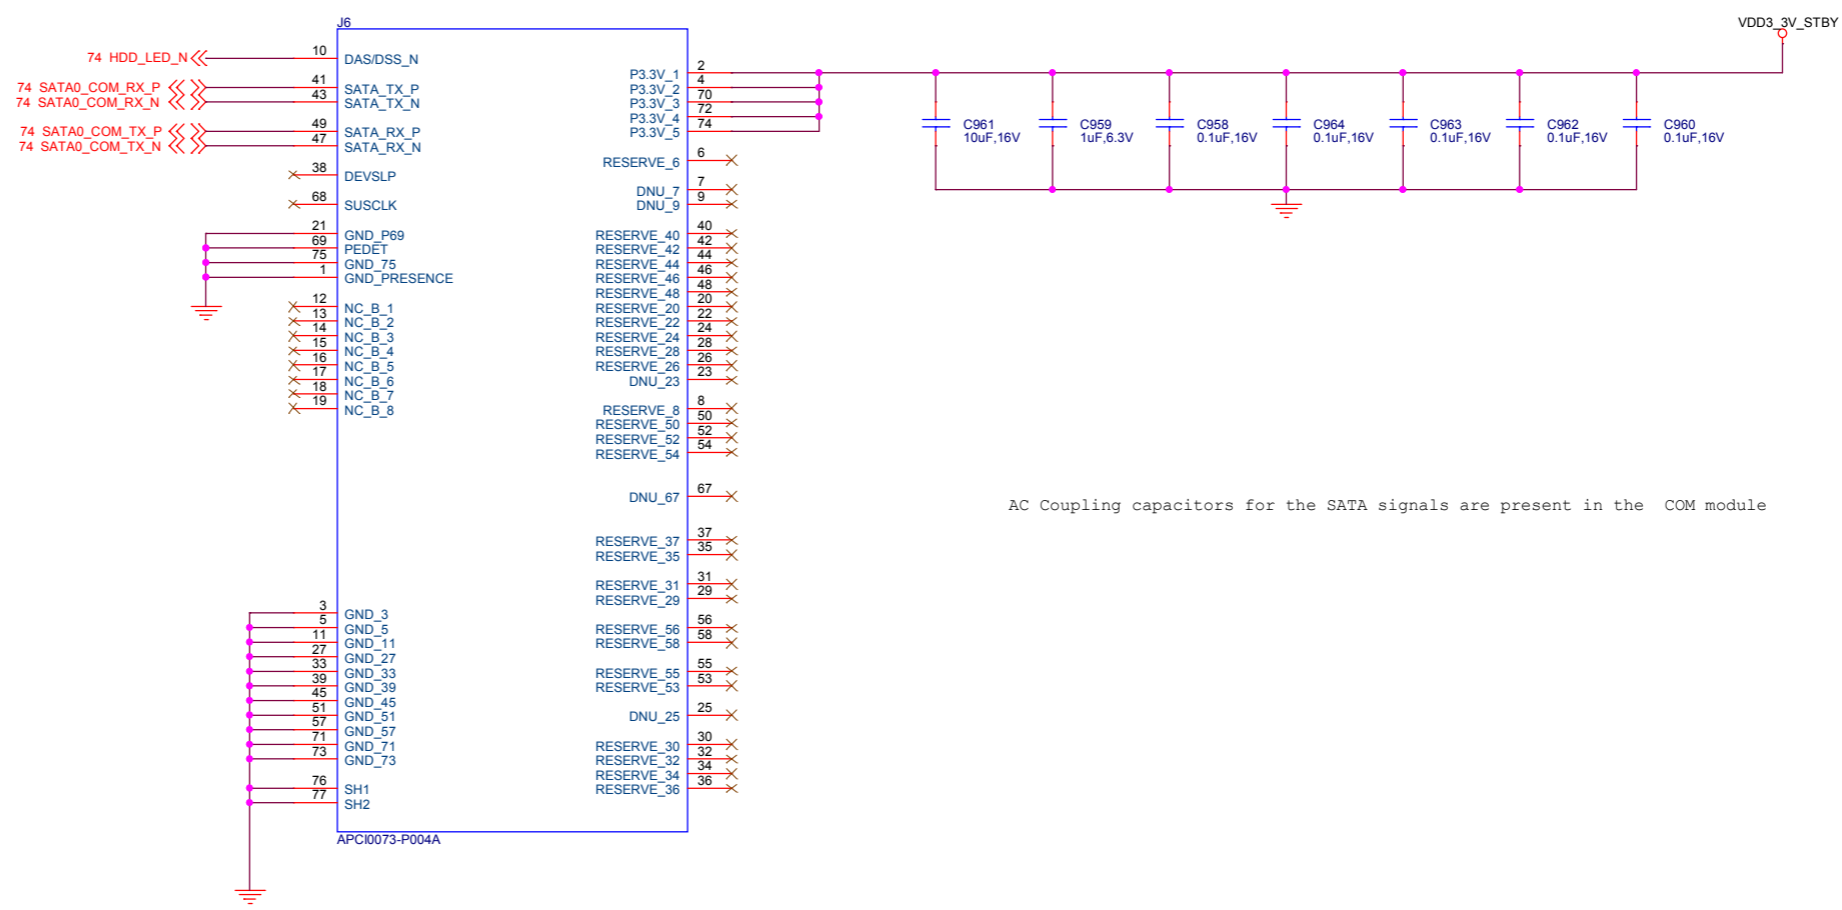 J6
VDD3_3V_STBY
74 HDD_LED_N
10 DAS/DSS_N
74 SATA0_COM_RX_P
41 SATA_TX_P
74 SATA0_COM_RX_N
43 SATA_TX_N
74 SATA0_COM_TX_P
49 SATA_RX_P
74 SATA0_COM_TX_N
47 SATA_RX_N
38 DEVSLP
68 SUSCLK
21 GND_P69
69 PEDET
75 GND_75
1 GND_PRESENCE
12 NC_B_1
13 NC_B_2
14 NC_B_3
15 NC_B_4
16 NC_B_5
17 NC_B_6
18 NC_B_7
19 NC_B_8
3 GND_3
5 GND_5
11 GND_11
27 GND_27
33 GND_33
39 GND_39
45 GND_45
51 GND_51
57 GND_57
71 GND_71
73 GND_73
76 SH1
77 SH2
P3.3V_1 2
P3.3V_2 4
P3.3V_3 70
P3.3V_4 72
P3.3V_5 74
RESERVE_6 6
DNU_7 7
DNU_9 9
RESERVE_40 40
RESERVE_42 42
RESERVE_44 44
RESERVE_46 46
RESERVE_48 48
RESERVE_20 20
RESERVE_22 22
RESERVE_24 24
RESERVE_28 28
RESERVE_26 26
DNU_23 23
RESERVE_8 8
RESERVE_50 50
RESERVE_52 52
RESERVE_54 54
DNU_67 67
RESERVE_37 37
RESERVE_35 35
RESERVE_31 31
RESERVE_29 29
RESERVE_56 56
RESERVE_58 58
RESERVE_55 55
RESERVE_53 53
DNU_25 25
RESERVE_30 30
RESERVE_32 32
RESERVE_34 34
RESERVE_36 36
APCI0073-P004A
C961
10uF,16V
C959
1uF,6.3V
C958
0.1uF,16V
C964
0.1uF,16V
C963
0.1uF,16V
C962
0.1uF,16V
C960
0.1uF,16V
AC Coupling capacitors for the SATA signals are present in the  COM module